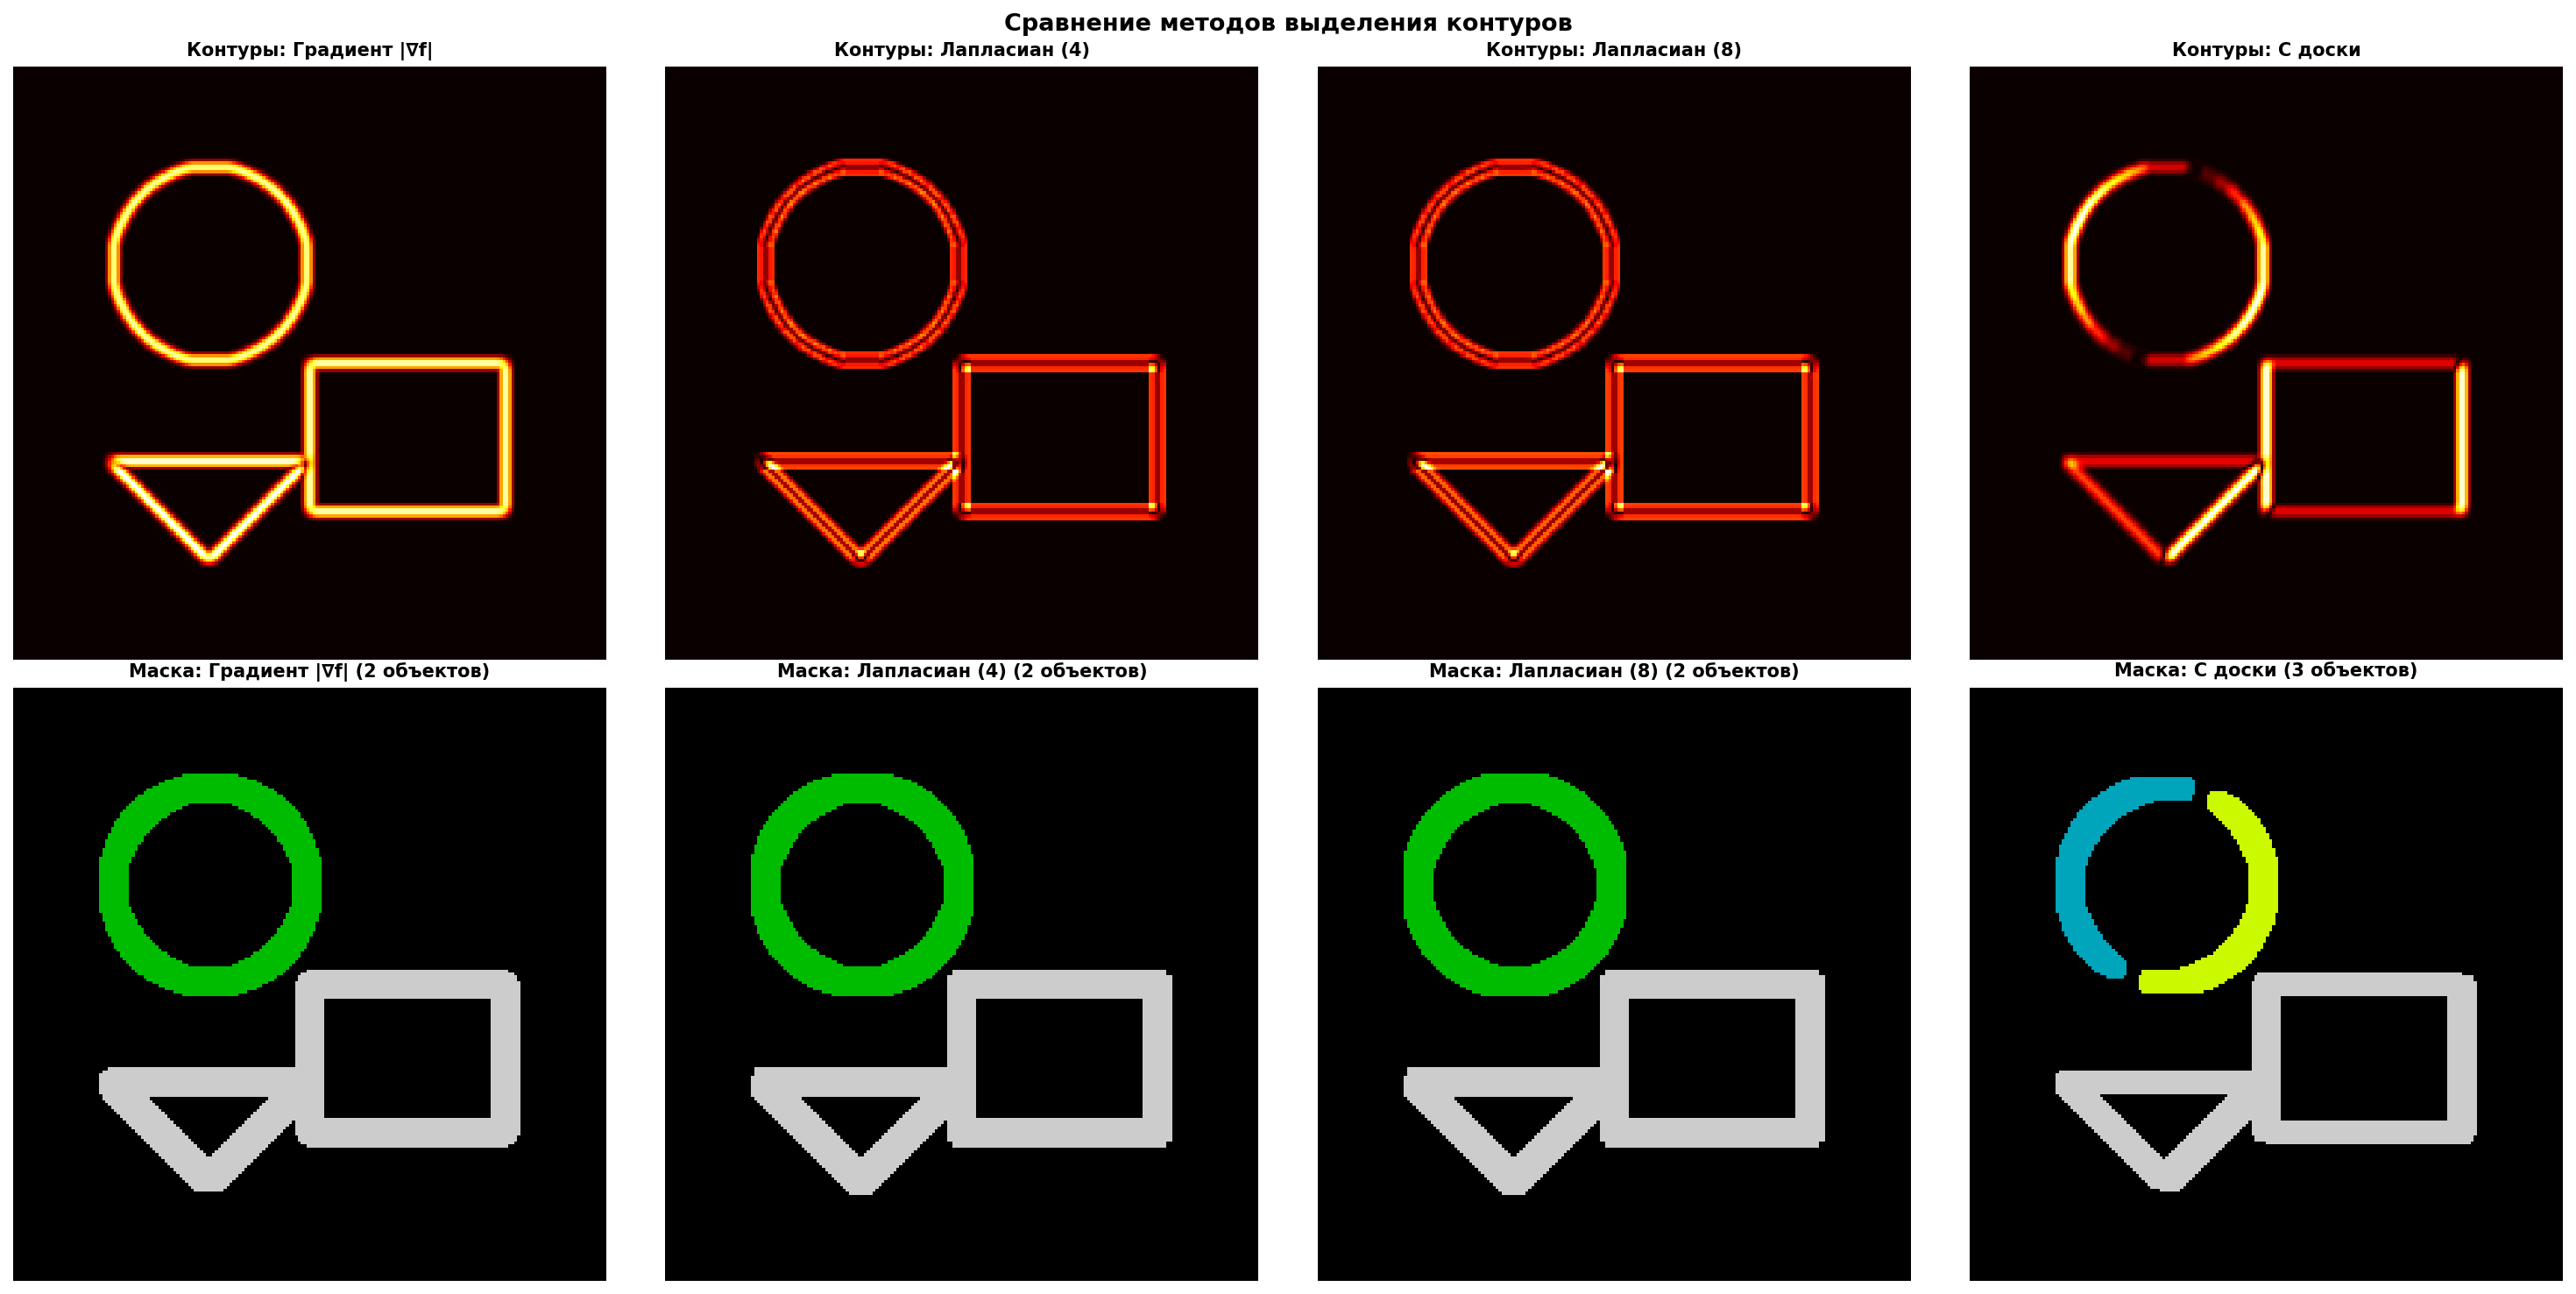 Сравнение методов выделения контуров
Контуры: Градиент |∇f|
Контуры: Лапласиан (4)
Контуры: Лапласиан (8)
Контуры: С доски
Маска: Градиент |∇f| (2 объектов)
Маска: Лапласиан (4) (2 объектов)
Маска: Лапласиан (8) (2 объектов)
Маска: С доски (3 объектов)